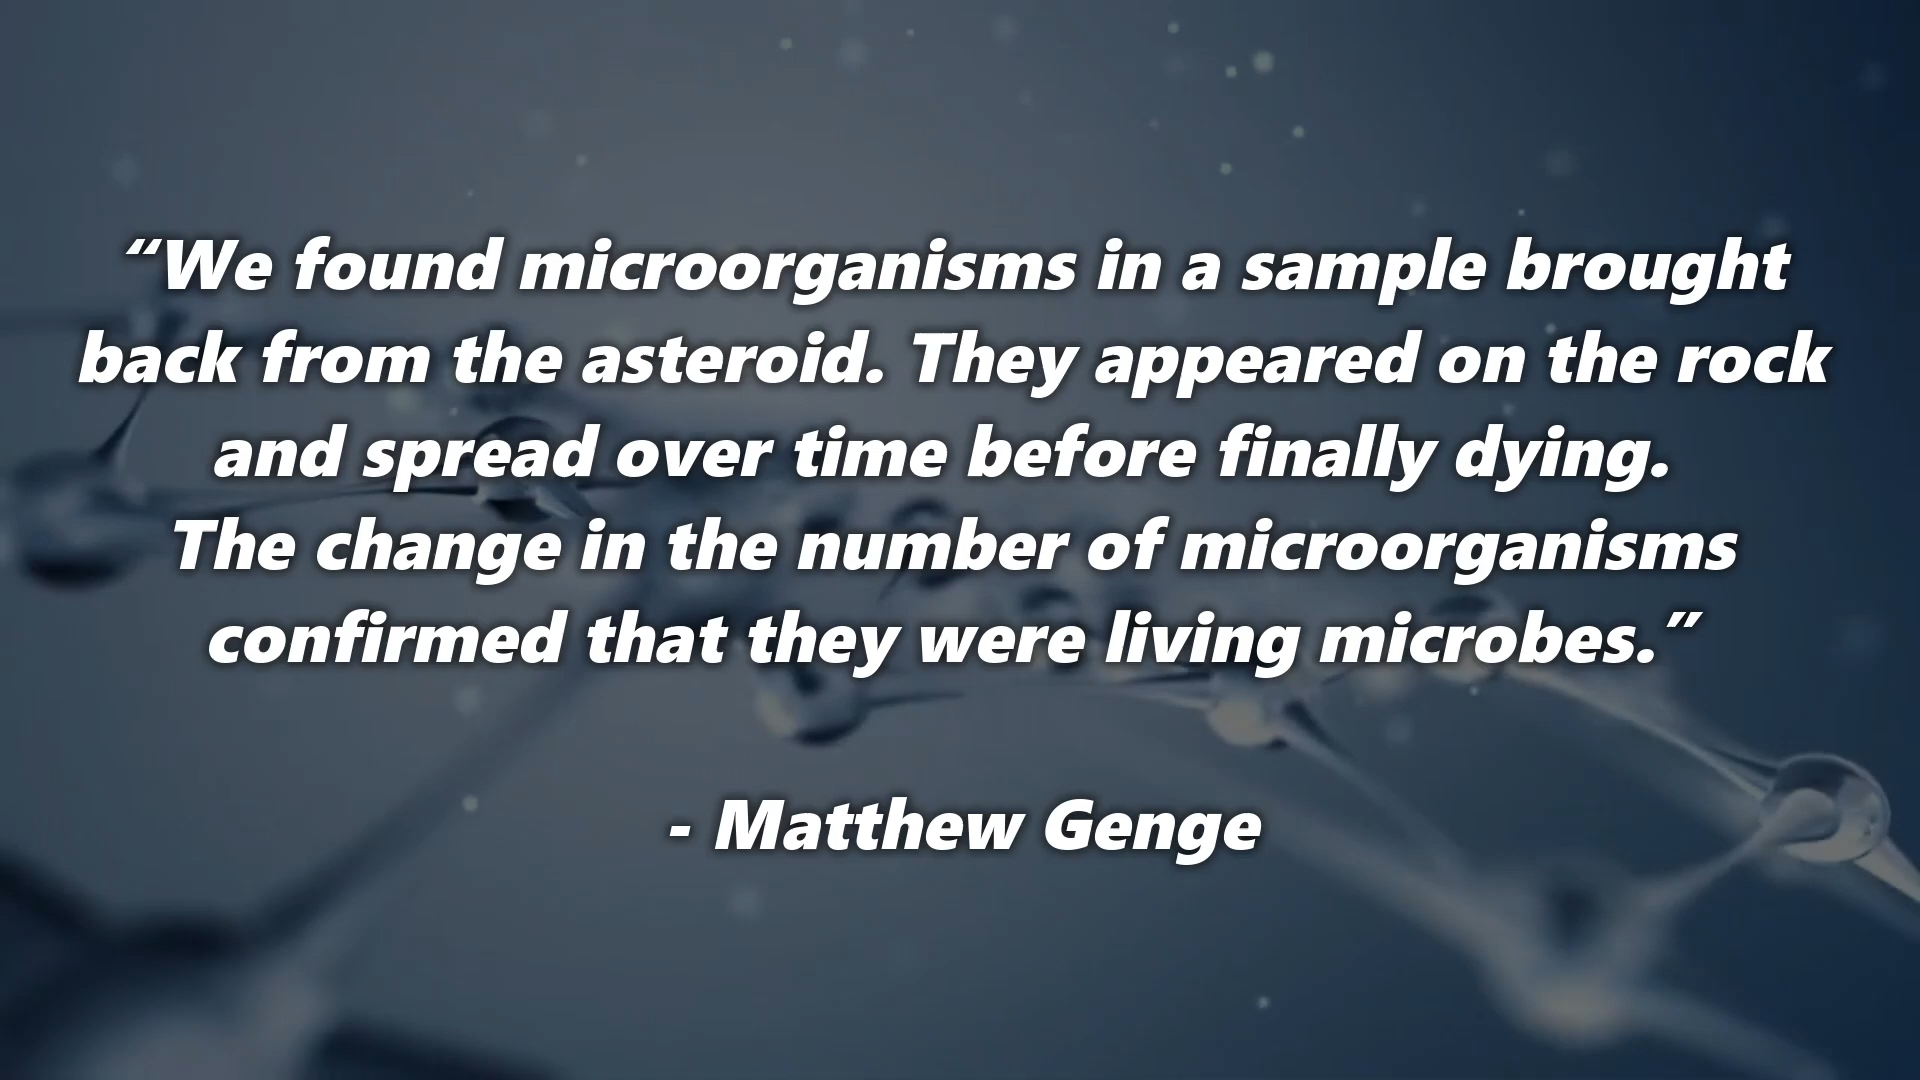 “We found microorganisms in a sample brought
back from the asteroid. They appeared on the rock
and spread over time before finally dying.
The change in the number of microorganisms
confirmed that they were living microbes.”
- Matthew Genge